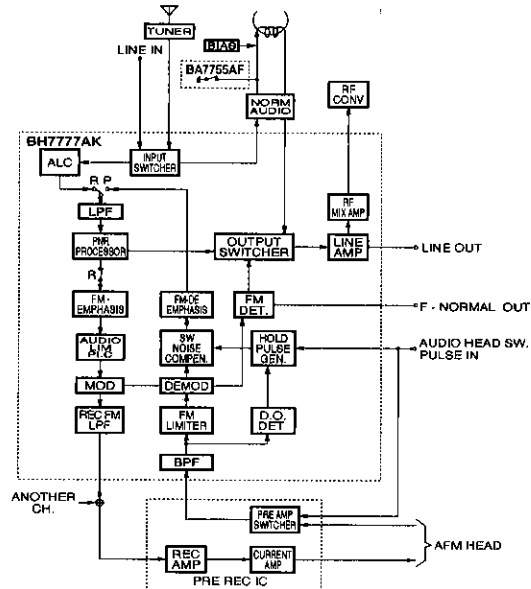 TUNER
LINE IN
BIAS
BA7755AF
NORM
AUDIO
RF
CONV
BH7777AK
ALC
INPUT
SWITCHER
R P
LPF
RF
MIX AMP
PNR
PROCESSOR
OUTPUT
SWITCHER
LINE
AMP
LINE OUT
R
FM-
EMPHASIS
FM-DE
EMPHASIS
FM
DET.
F - NORMAL OUT
AUDIO
LIM
PLC
SW
NOISE
COMPEN.
HOLD
PULSE
GEN.
AUDIO HEAD SW.
PULSE IN
MOD
DEMOD
REC FM
LPF
FM
LIMITER
D.O.
DET
BPF
ANOTHER
CH.
PRE AMP
SWITCHER
AFM HEAD
REC
AMP
CURRENT
AMP
PRE REC IC